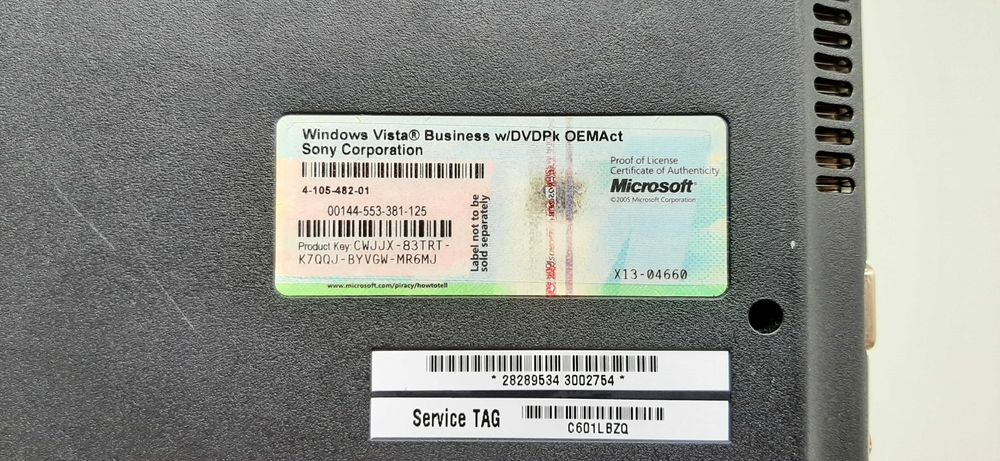 Windows Vista® Business w/DVDPk OEMAct
Sony Corporation
4-105-482-01
00144-553-381-125
Product Key: CWJJX-83TRT-
K7QQJ-BYVGW-MR6MJ
www.microsoft.com/piracy/howtotell
Label not to be
sold separately
Proof of License
Certificate of Authenticity
Microsoft®
©2005 Microsoft Corporation
X13-04660
* 28289534 3002754 *
Service TAG
C601LBZQ